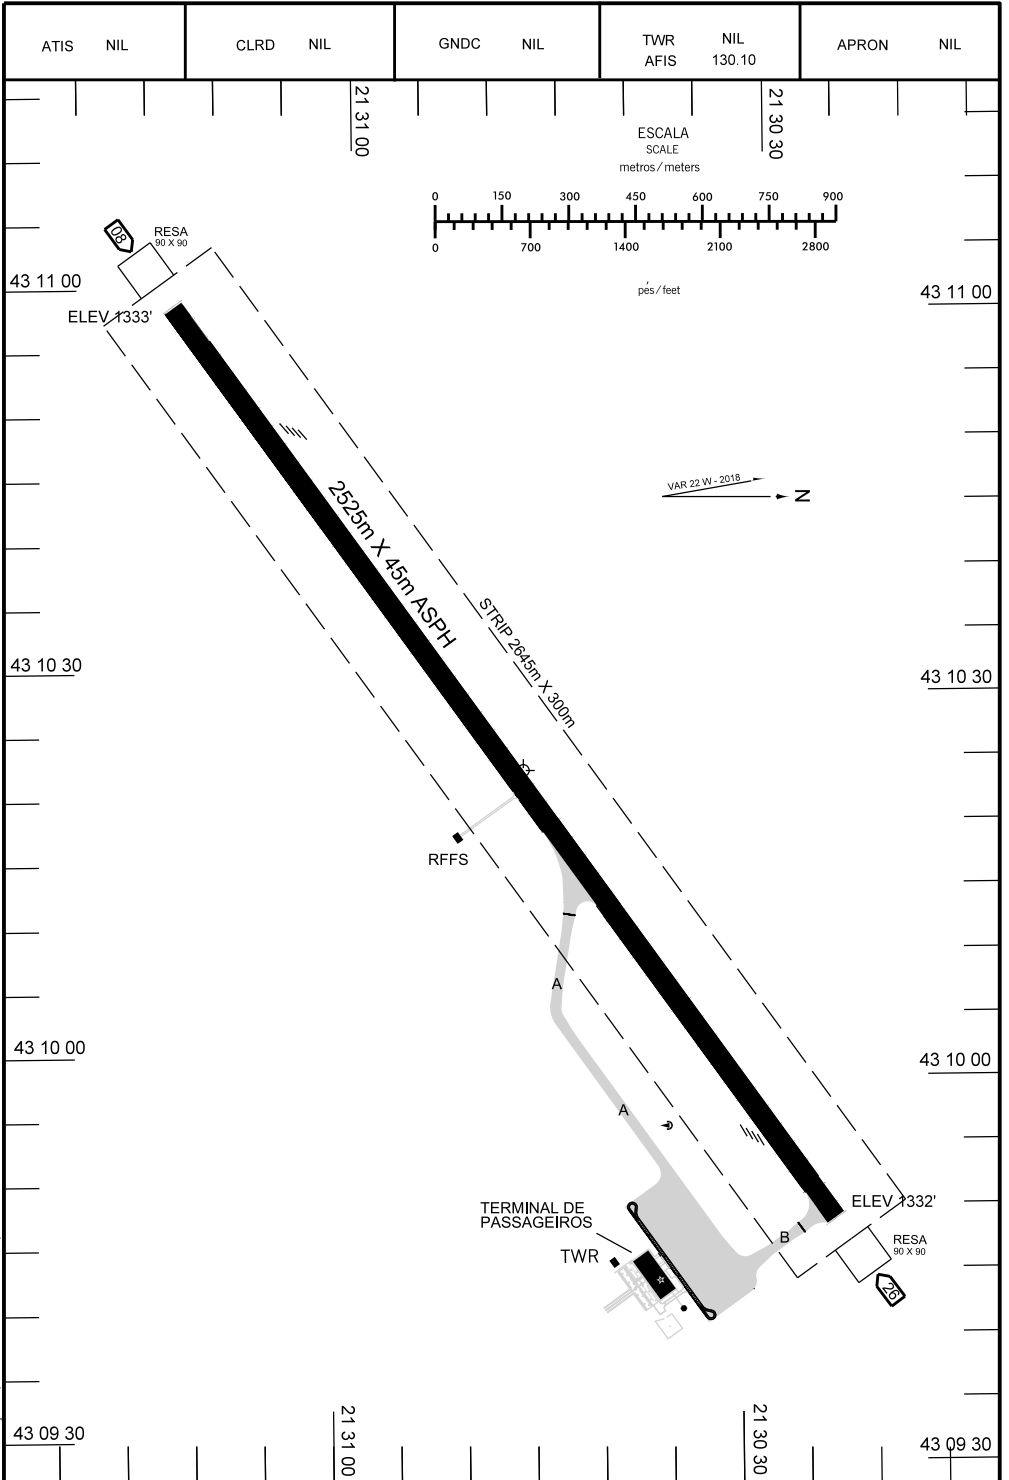 ATIS NIL
CLRD NIL
GNDC NIL
TWR NIL
AFIS 130.10
APRON NIL
21 31 00
21 30 30
ESCALA
SCALE
metros / meters
0 150 300 450 600 750 900
0 700 1400 2100 2800
pés / feet
08
RESA
90 X 90
43 11 00
43 11 00
ELEV 1333'
VAR 22 W - 2018
N
2525m X 45m ASPH
STRIP 2645m X 300m
43 10 30
43 10 30
RFFS
A
43 10 00
43 10 00
A
ELEV 1332'
TERMINAL DE
PASSAGEIROS
TWR
B
RESA
90 X 90
26
43 09 30
43 09 30
21 31 00
21 30 30